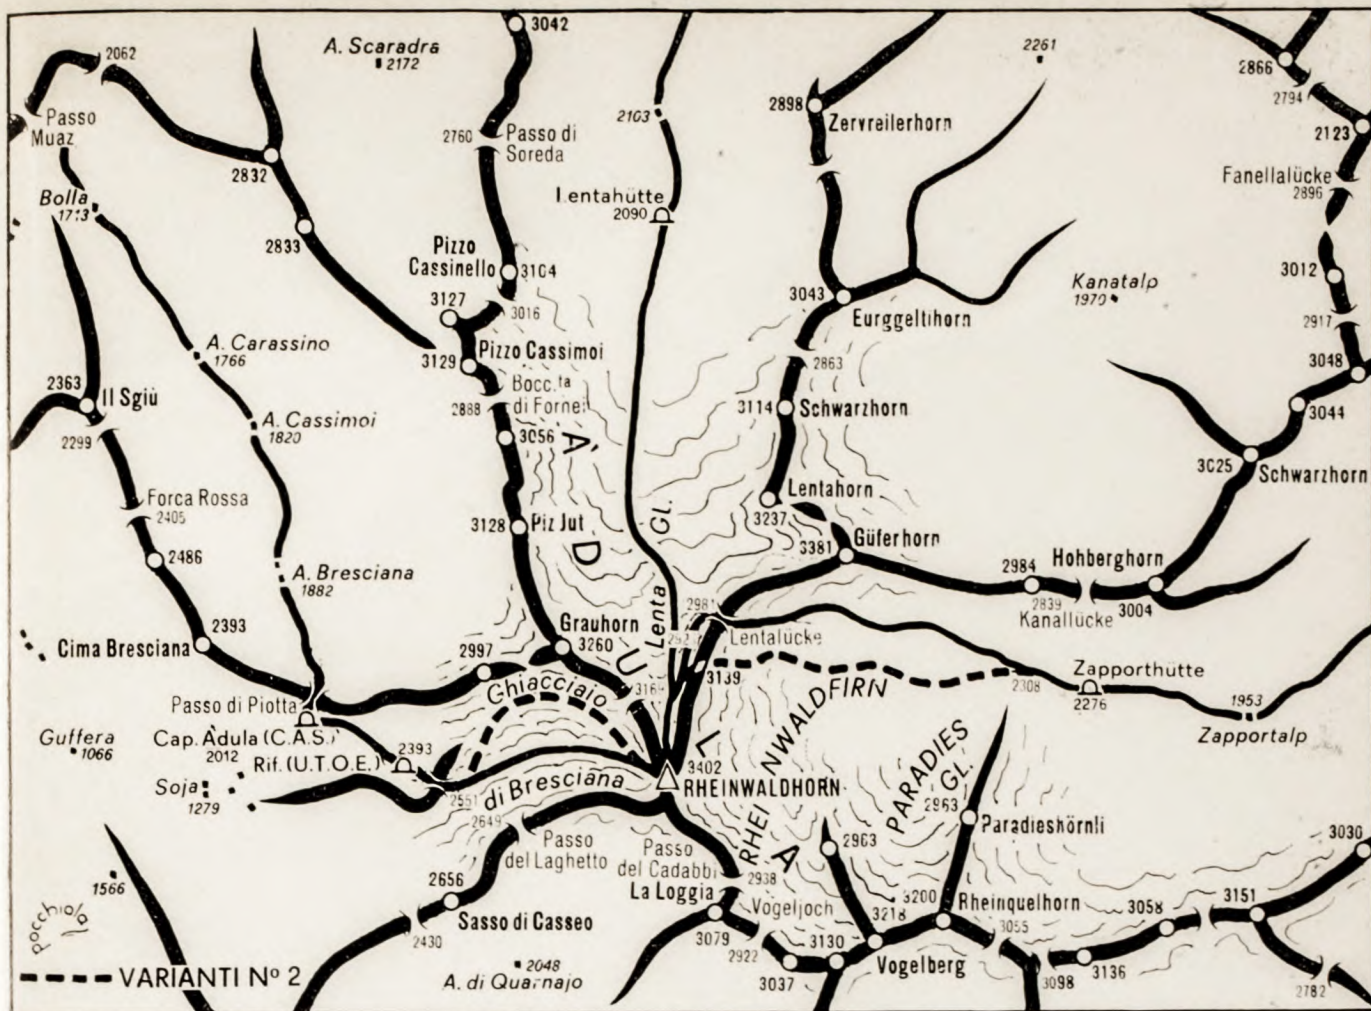 3042
A. Scaradra
2172
2062
2261
2866
2794
2898
Zervreilerhorn
2123
Passo
Muaz
2760
Passo di
Soreda
2103
2832
Fanellalücke
2896
Bolla
1713
Lentahütte
2090
2833
Pizzo
Cassinello
3104
3012
3127
3016
3043
Eurggeltihorn
Kanatalp
1970
2917
A. Carassino
1766
3129
Pizzo Cassimoi
2863
3048
2363
Il Sgiù
Bocc.ta
di Fornei
2888
3114
Schwarzhorn
3044
2299
A. Cassimoi
1820
3056
3025
Schwarzhorn
Forca Rossa
2405
Lentahorn
3237
2486
3128
Piz Jut
Güferhorn
3381
Hohberghorn
2984
3004
A. Bresciana
1882
2839
Kanallücke
A D U L A
Lenta GL.
2393
Cima Bresciana
Grauhorn
3260
2981
Lentalücke
2997
3139
Zapporthütte
2276
Ghiacciaio
di Bresciana
3169
2308
1953
Zapportalp
Passo di Piotta
Cap. Adula (C.A.S.)
2012
Guffera
1066
Rif. (U.T.O.E.)
2393
Soja
1279
2551
3402
RHEINWALDHORN
RHEINWALDFIRN
PARADIES
GL.
2963
Paradieshörnli
2649
Passo
del Laghetto
Passo
del Cadabbi
2938
2963
3030
1566
2656
Sasso di Casseo
La Loggia
3079
Vogeljoch
2922
3200
Rheinquelhorn
3218
3055
3058
3151
pocchiola
2430
3130
Vogelberg
3037
3098
3136
2782
VARIANTI Nº 2
2048
A. di Quarnajo